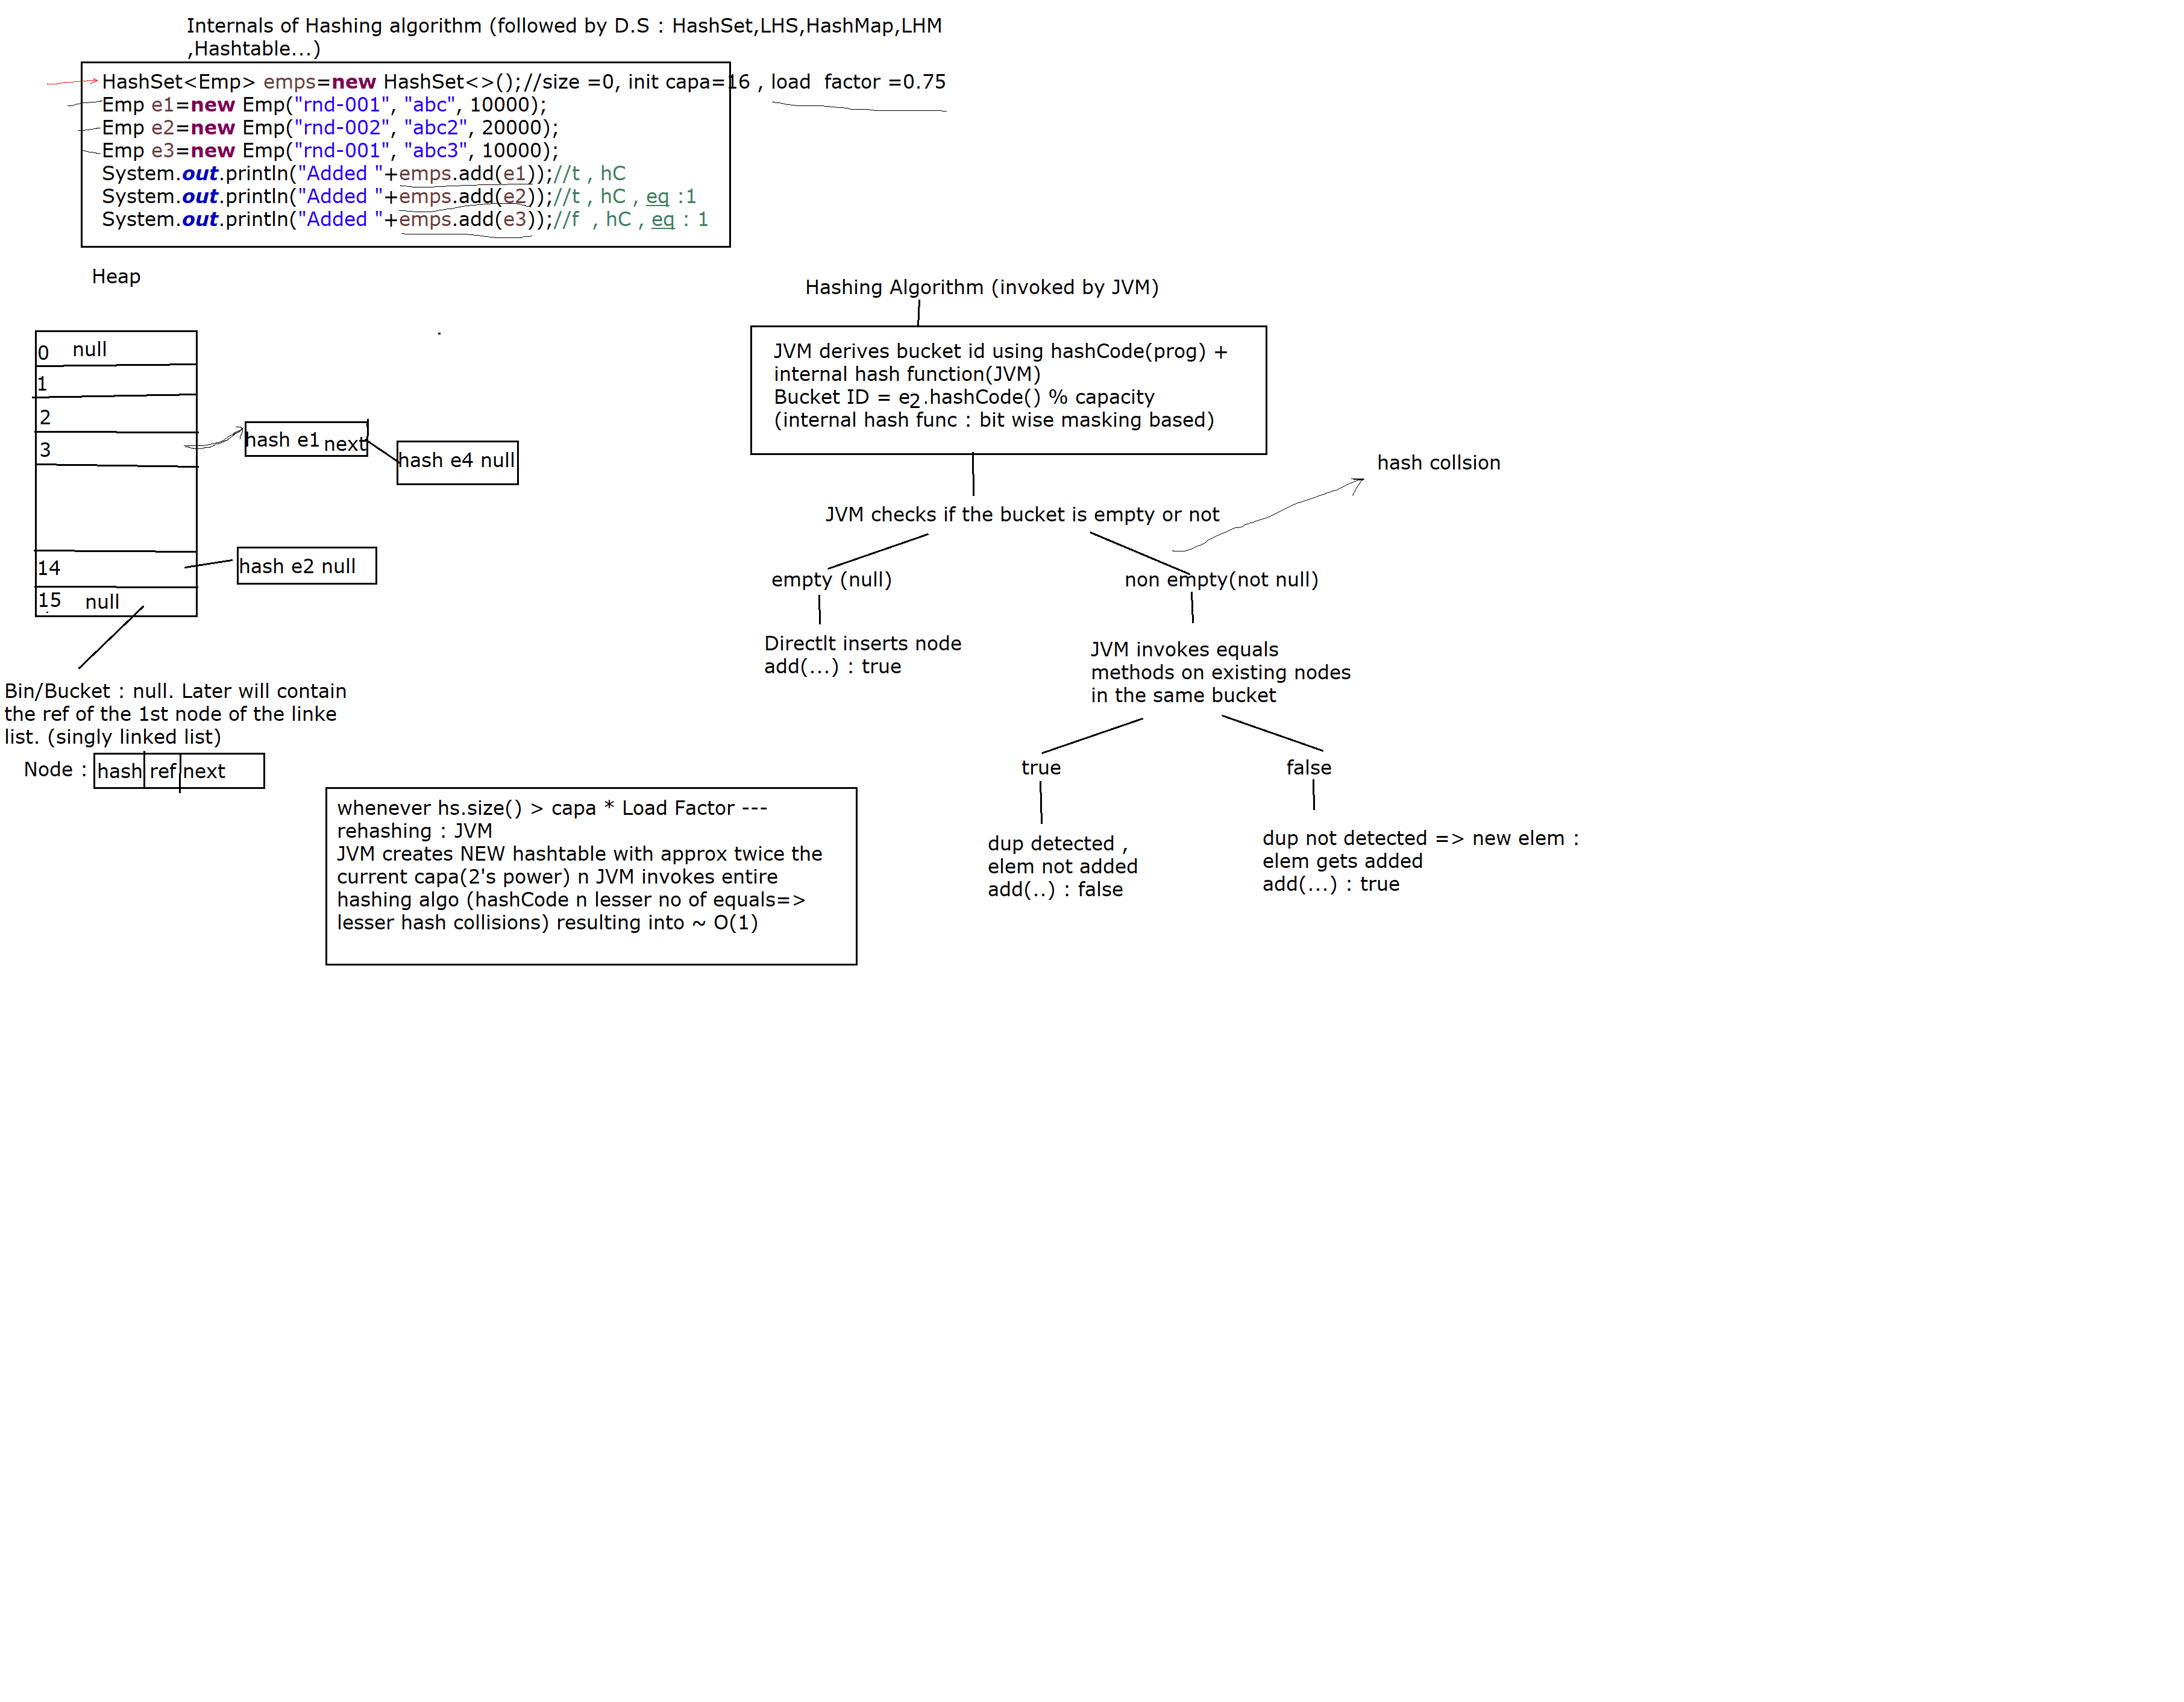 Internals of Hashing algorithm (followed by D.S : HashSet,LHS,HashMap,LHM
,Hashtable...)
HashSet<Emp> emps=new HashSet<>();//size =0, init capa=16 , load  factor =0.75
Emp e1=new Emp("rnd-001", "abc", 10000);
Emp e2=new Emp("rnd-002", "abc2", 20000);
Emp e3=new Emp("rnd-001", "abc3", 10000);
System.out.println("Added "+emps.add(e1));//t , hC
System.out.println("Added "+emps.add(e2));//t , hC , eq :1
System.out.println("Added "+emps.add(e3));//f  , hC , eq : 1
Heap
0 null
1
2
3
hash e1 next
hash e4 null
14
hash e2 null
15 null
Bin/Bucket : null. Later will contain
the ref of the 1st node of the linke
list. (singly linked list)
Node : hash ref next
Hashing Algorithm (invoked by JVM)
JVM derives bucket id using hashCode(prog) +
internal hash function(JVM)
Bucket ID = e2.hashCode() % capacity
(internal hash func : bit wise masking based)
hash collsion
JVM checks if the bucket is empty or not
empty (null)
non empty(not null)
Directlt inserts node
add(...) : true
JVM invokes equals
methods on existing nodes
in the same bucket
true
false
dup detected ,
elem not added
add(..) : false
dup not detected => new elem :
elem gets added
add(...) : true
whenever hs.size() > capa * Load Factor ---
rehashing : JVM
JVM creates NEW hashtable with approx twice the
current capa(2's power) n JVM invokes entire
hashing algo (hashCode n lesser no of equals=>
lesser hash collisions) resulting into ~ O(1)